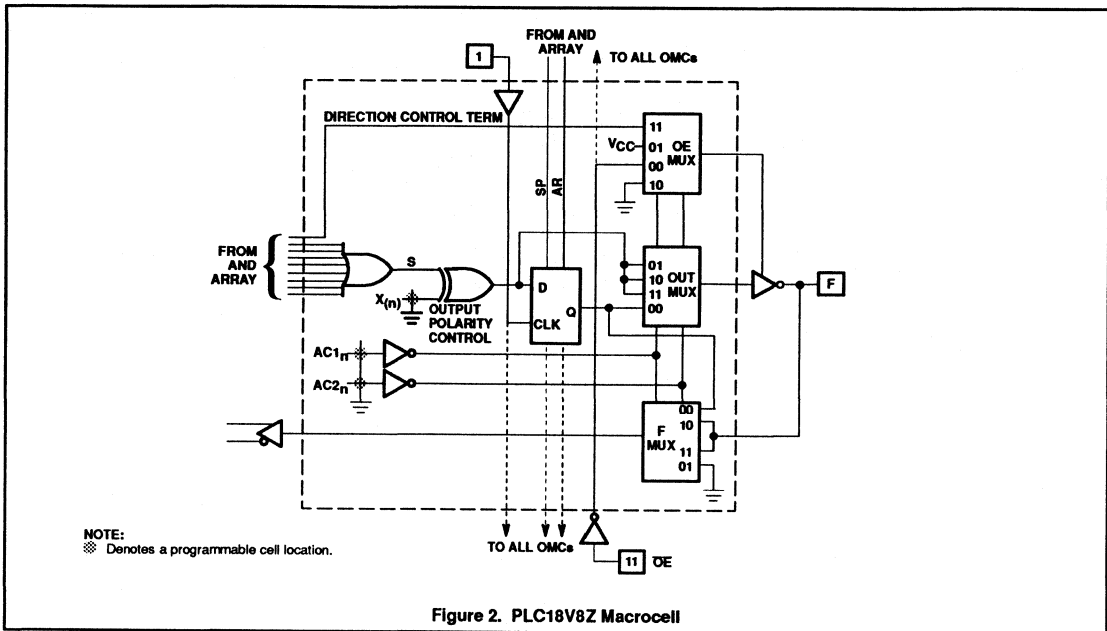 FROM AND
ARRAY
1
TO ALL OMCs
DIRECTION CONTROL TERM
11
VCC
01
OE
00
MUX
10
SP
AR
FROM
AND
ARRAY
S
X(n)
OUTPUT
POLARITY
CONTROL
D
Q
CLK
01
10
OUT
11
MUX
00
F
AC1n
AC2n
00
10
F
MUX
11
01
NOTE:
Denotes a programmable cell location.
TO ALL OMCs
11
OE
Figure 2. PLC18V8Z Macrocell